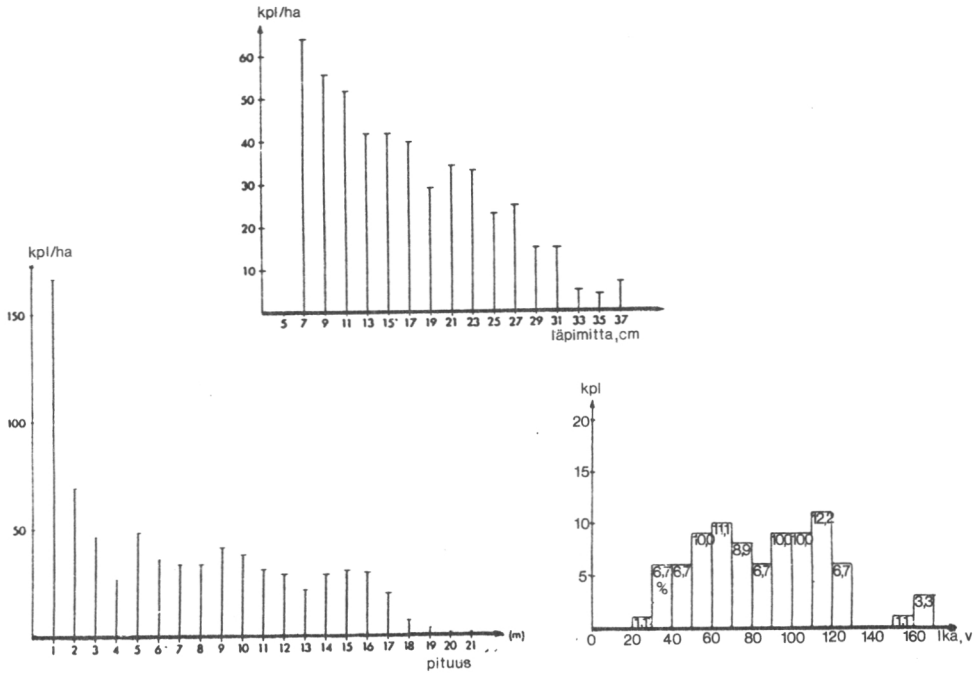 kpl/ha
60
50
40
30
20
10
5 7 9 11 13 15 17 19 21 23 25 27 29 31 33 35 37
läpimitta,cm
kpl/ha
150
100
50
1 2 3 4 5 6 7 8 9 10 11 12 13 14 15 16 17 18 19 20 21 (m)
pituus
kpl
20
15
10
5
1,1 6,7 % 6,7 10,0 11,1 8,9 6,7 10,0 10,0 12,2 6,7 1,1 3,3
0 20 40 60 80 100 120 140 160 Ikä, v